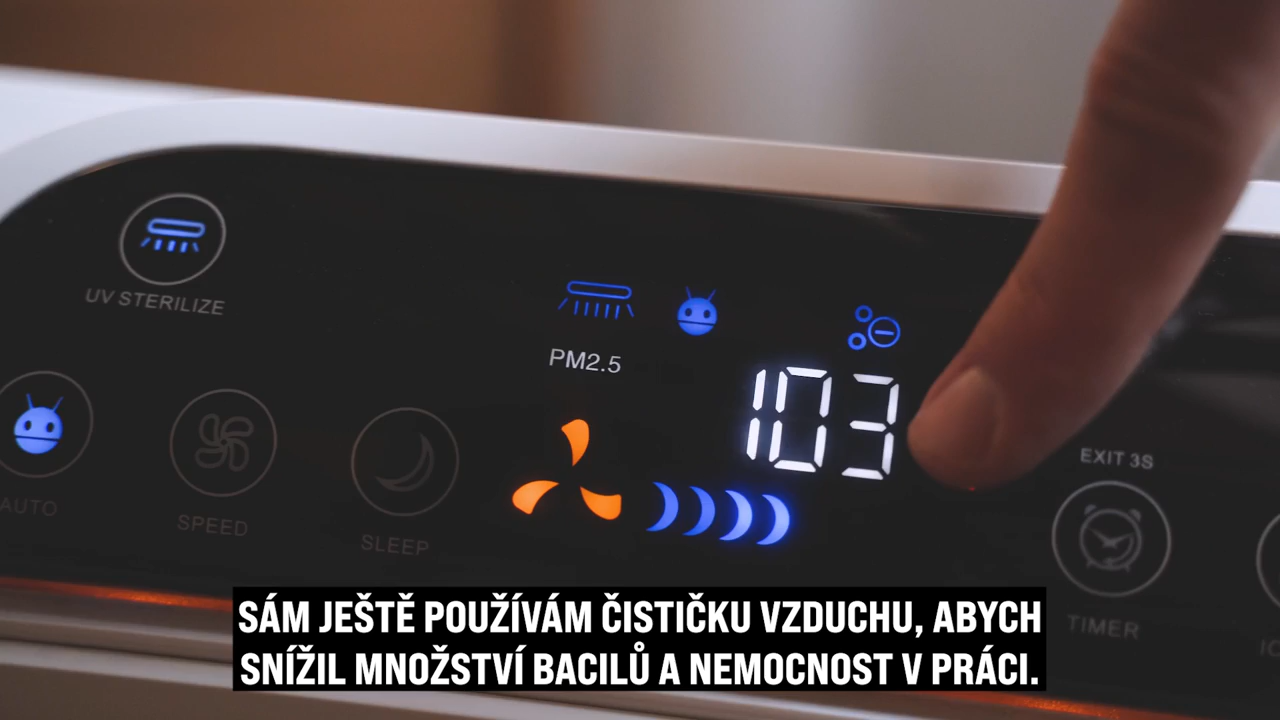 UV STERILIZE
PM2.5
103
EXIT 3S
AUTO
SPEED
SLEEP
TIMER
SÁM JEŠTĚ POUŽÍVÁM ČISTIČKU VZDUCHU, ABYCH
SNÍŽIL MNOŽSTVÍ BACILŮ A NEMOCNOST V PRÁCI.